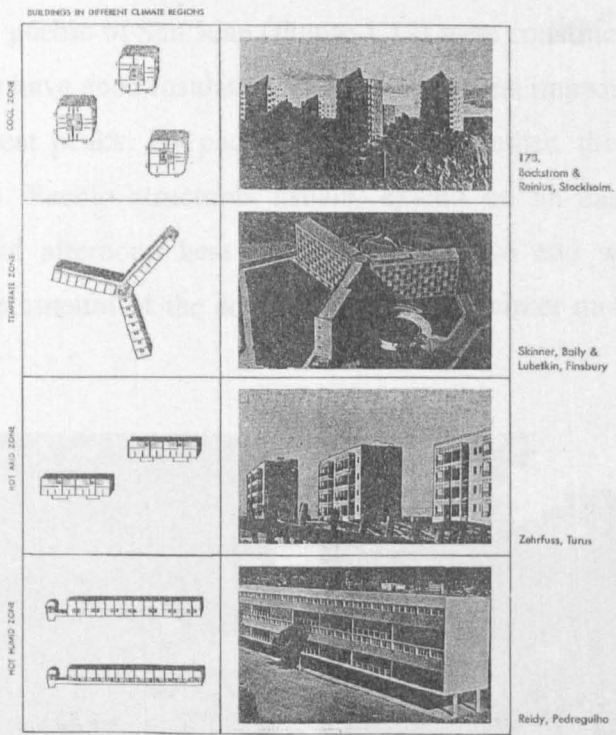 BUILDINGS IN DIFFERENT CLIMATE REGIONS
COOL ZONE
173,
Backstrom &
Reinius, Stockholm.
TEMPERATE ZONE
Skinner, Baily &
Lubetkin, Finsbury
HOT ARID ZONE
Zehrfuss, Turus
HOT HUMID ZONE
Reidy, Pedregulho